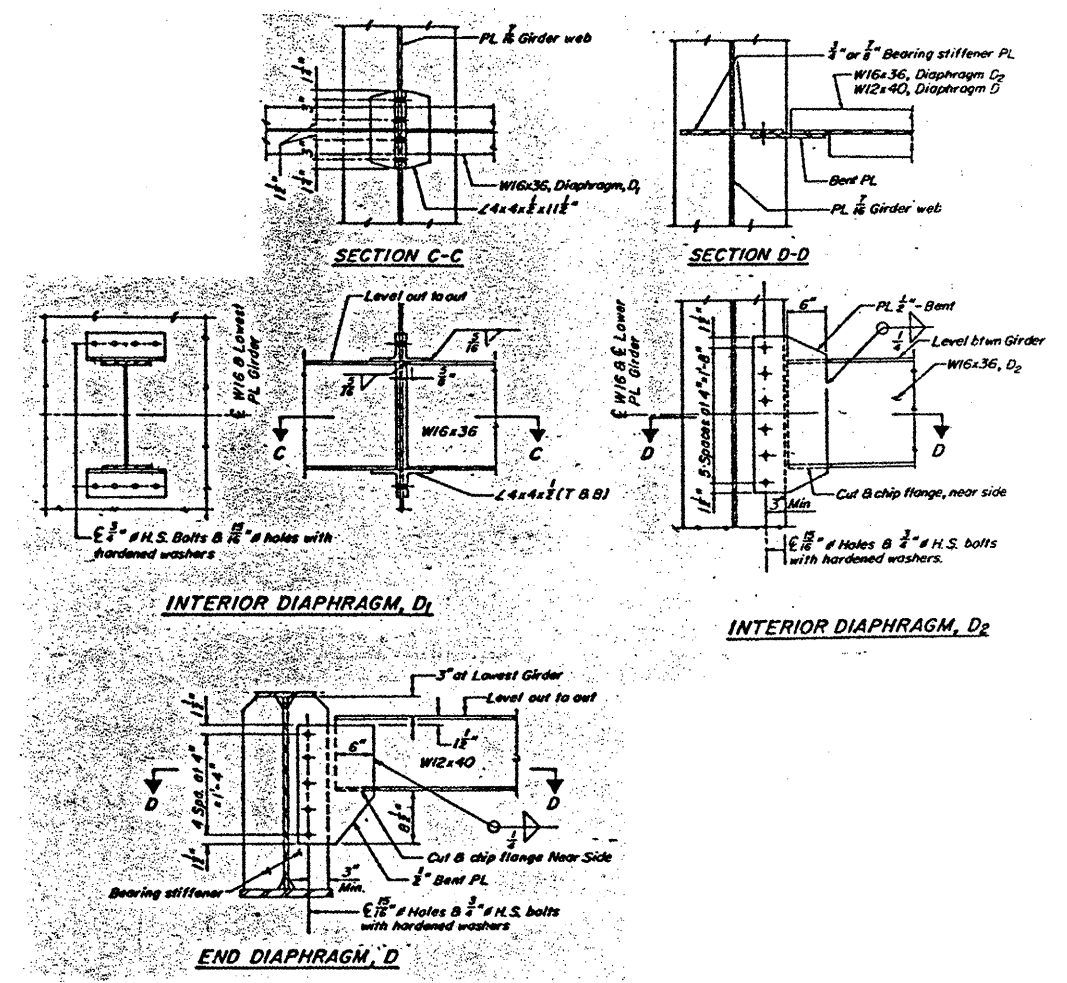 PL 7/16 Girder web
1 1/2"
3"
3"
1 1/2"
1 1/2"
W16x36, Diaphragm, D1
∠4x4x1/2x11 1/2"
SECTION C-C
3/4" or 7/8" Bearing stiffener PL
W16x36, Diaphragm D2
W12x40, Diaphragm D
Bent PL
PL 7/16 Girder web
SECTION D-D
℄ W16 & Lowest
PL Girder
℄ 3/4" ø H.S. Bolts & 15/16" ø holes with
hardened washers
Level out to out
3/16
3/16
W16x36
C
C
∠4x4x1/2 (T & B)
INTERIOR DIAPHRAGM, D1
℄ W16 & ℄ Lower
PL Girder
1 1/2"
5 Spaces at 4"=1'-8"
1 1/2"
6"
PL 1/2"-Bent
1/4
Level btwn Girder
W16x36, D2
D
D
Cut & chip flange, near side
3"
Min
℄ 15/16" ø Holes & 3/4" ø H.S. bolts
with hardened washers.
INTERIOR DIAPHRAGM, D2
3" at Lowest Girder
Level out to out
1 1/2"
4 Spa. at 4"
=1'-4"
1 1/2"
6"
1 1/2"
W12x40
D
D
8 1/2"
1/4
Cut & chip flange Near Side
1/2" Bent PL
Bearing stiffener
3"
Min.
℄ 15/16" ø Holes & 3/4" ø H.S. bolts
with hardened washers
END DIAPHRAGM, D